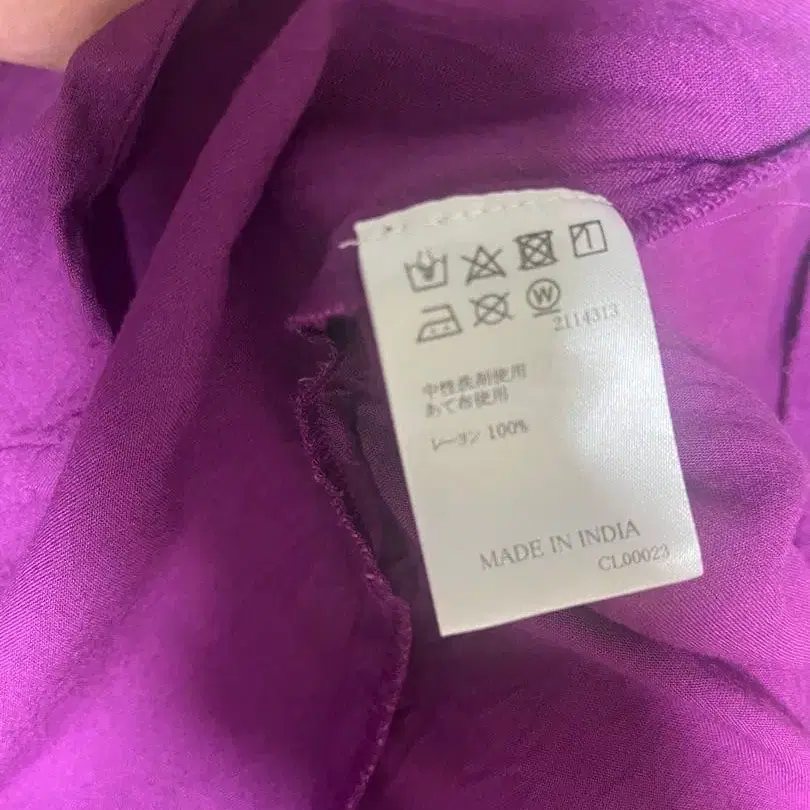 W
2114313
中性洗剤使用
あて布使用
レーヨン 100%
MADE IN INDIA
CL00023